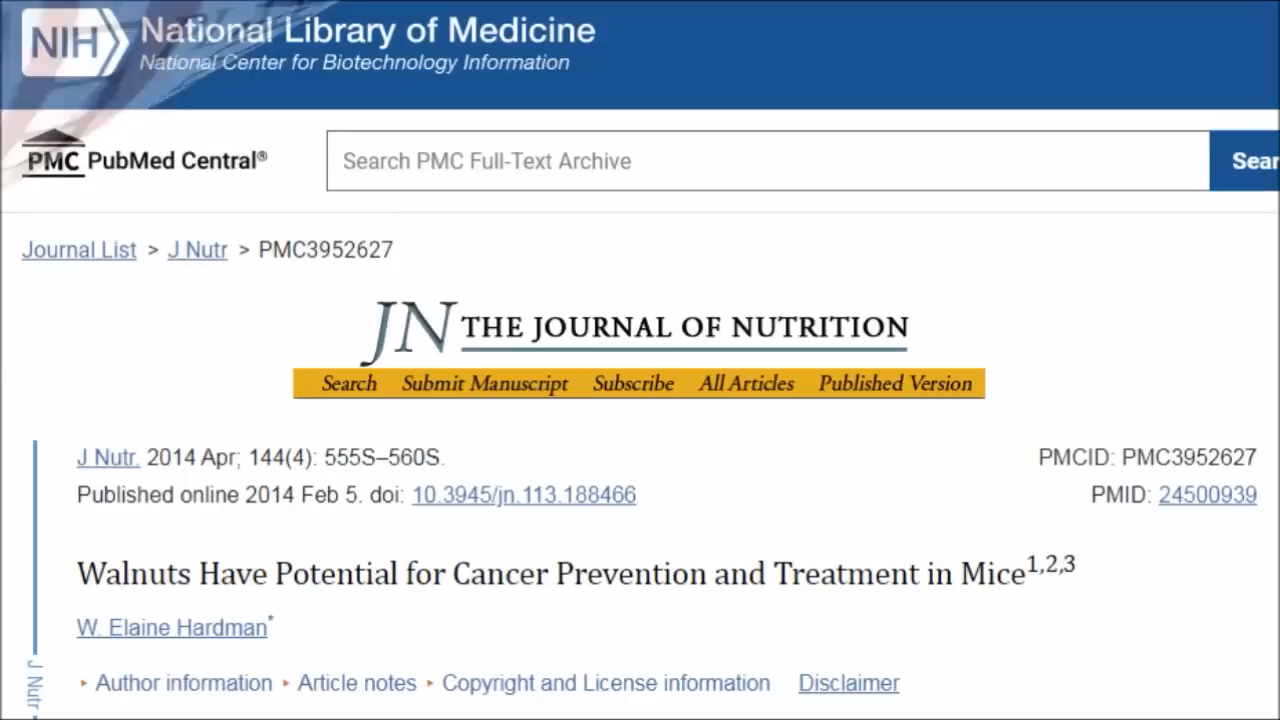 NIH National Library of Medicine
National Center for Biotechnology Information
PMC PubMed Central®
Search PMC Full-Text Archive
Sear
Journal List > J Nutr > PMC3952627
JN THE JOURNAL OF NUTRITION
Search Submit Manuscript Subscribe All Articles Published Version
J Nutr. 2014 Apr; 144(4): 555S–560S.
PMCID: PMC3952627
Published online 2014 Feb 5. doi: 10.3945/jn.113.188466
PMID: 24500939
Walnuts Have Potential for Cancer Prevention and Treatment in Mice1,2,3
W. Elaine Hardman*
▸ Author information ▸ Article notes ▸ Copyright and License information Disclaimer
J Nutr